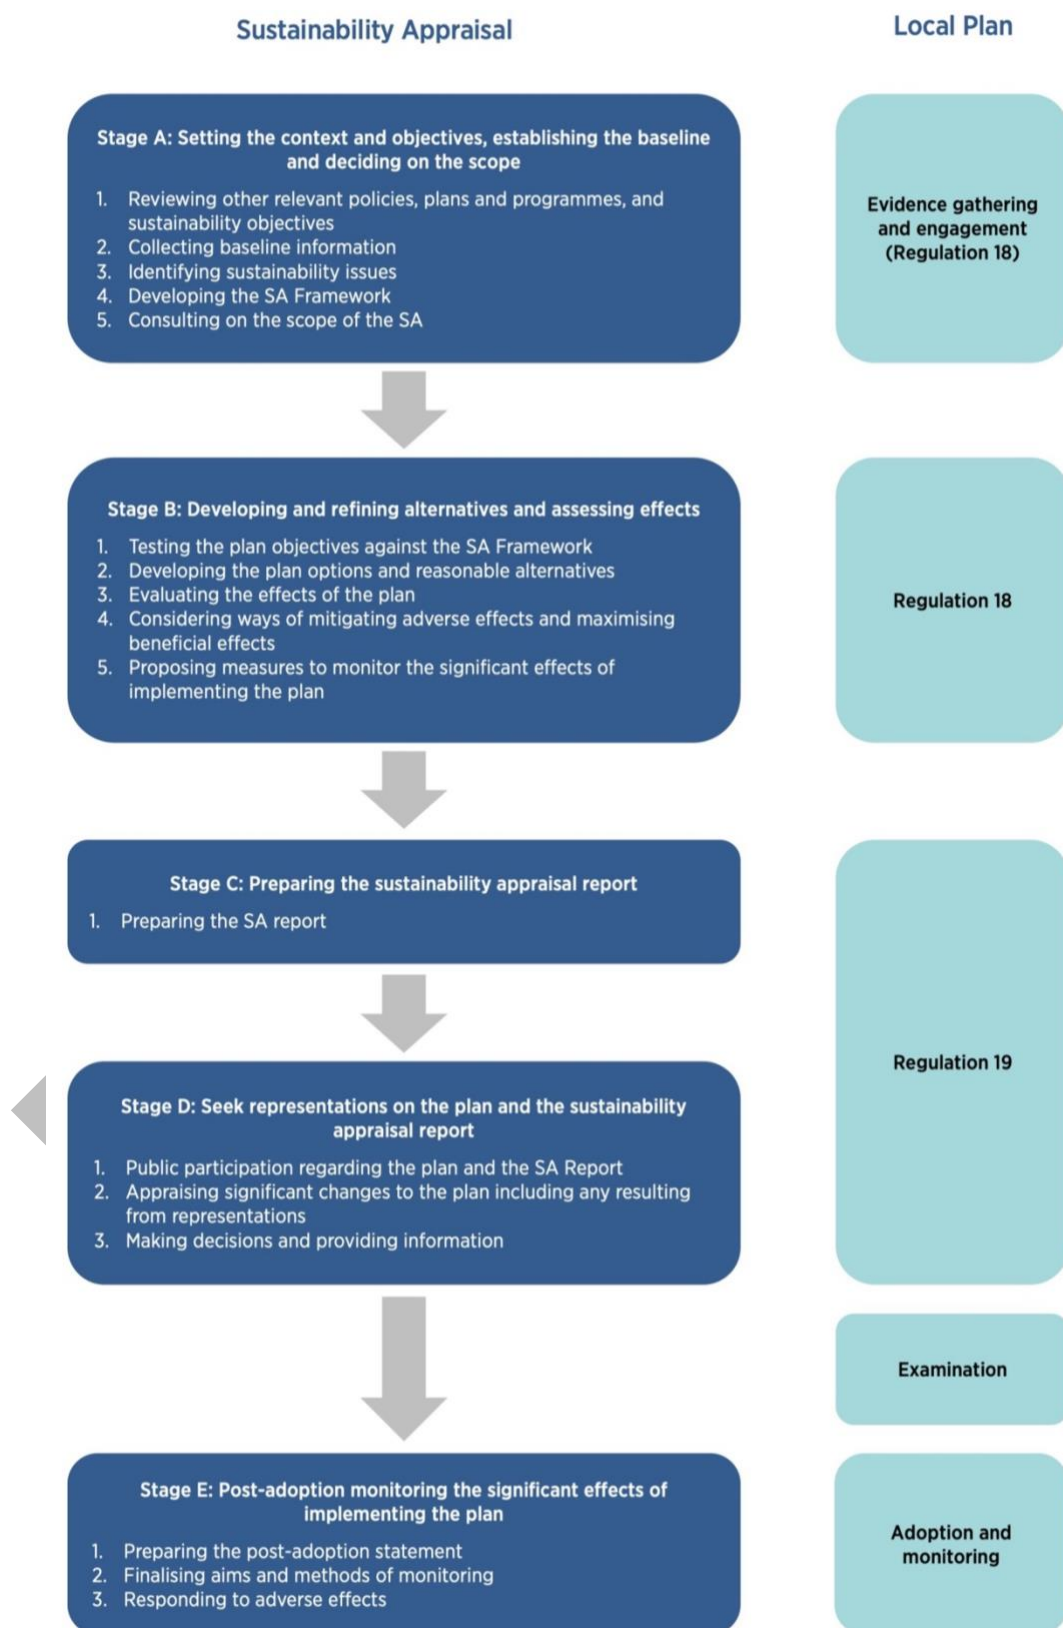 Sustainability Appraisal
Local Plan
Stage A: Setting the context and objectives, establishing the baseline
and deciding on the scope
1. Reviewing other relevant policies, plans and programmes, and
sustainability objectives
2. Collecting baseline information
3. Identifying sustainability issues
4. Developing the SA Framework
5. Consulting on the scope of the SA
Evidence gathering
and engagement
(Regulation 18)
Stage B: Developing and refining alternatives and assessing effects
1. Testing the plan objectives against the SA Framework
2. Developing the plan options and reasonable alternatives
3. Evaluating the effects of the plan
4. Considering ways of mitigating adverse effects and maximising
beneficial effects
5. Proposing measures to monitor the significant effects of
implementing the plan
Regulation 18
Stage C: Preparing the sustainability appraisal report
1. Preparing the SA report
Stage D: Seek representations on the plan and the sustainability
appraisal report
1. Public participation regarding the plan and the SA Report
2. Appraising significant changes to the plan including any resulting
from representations
3. Making decisions and providing information
Regulation 19
Examination
Stage E: Post-adoption monitoring the significant effects of
implementing the plan
1. Preparing the post-adoption statement
2. Finalising aims and methods of monitoring
3. Responding to adverse effects
Adoption and
monitoring